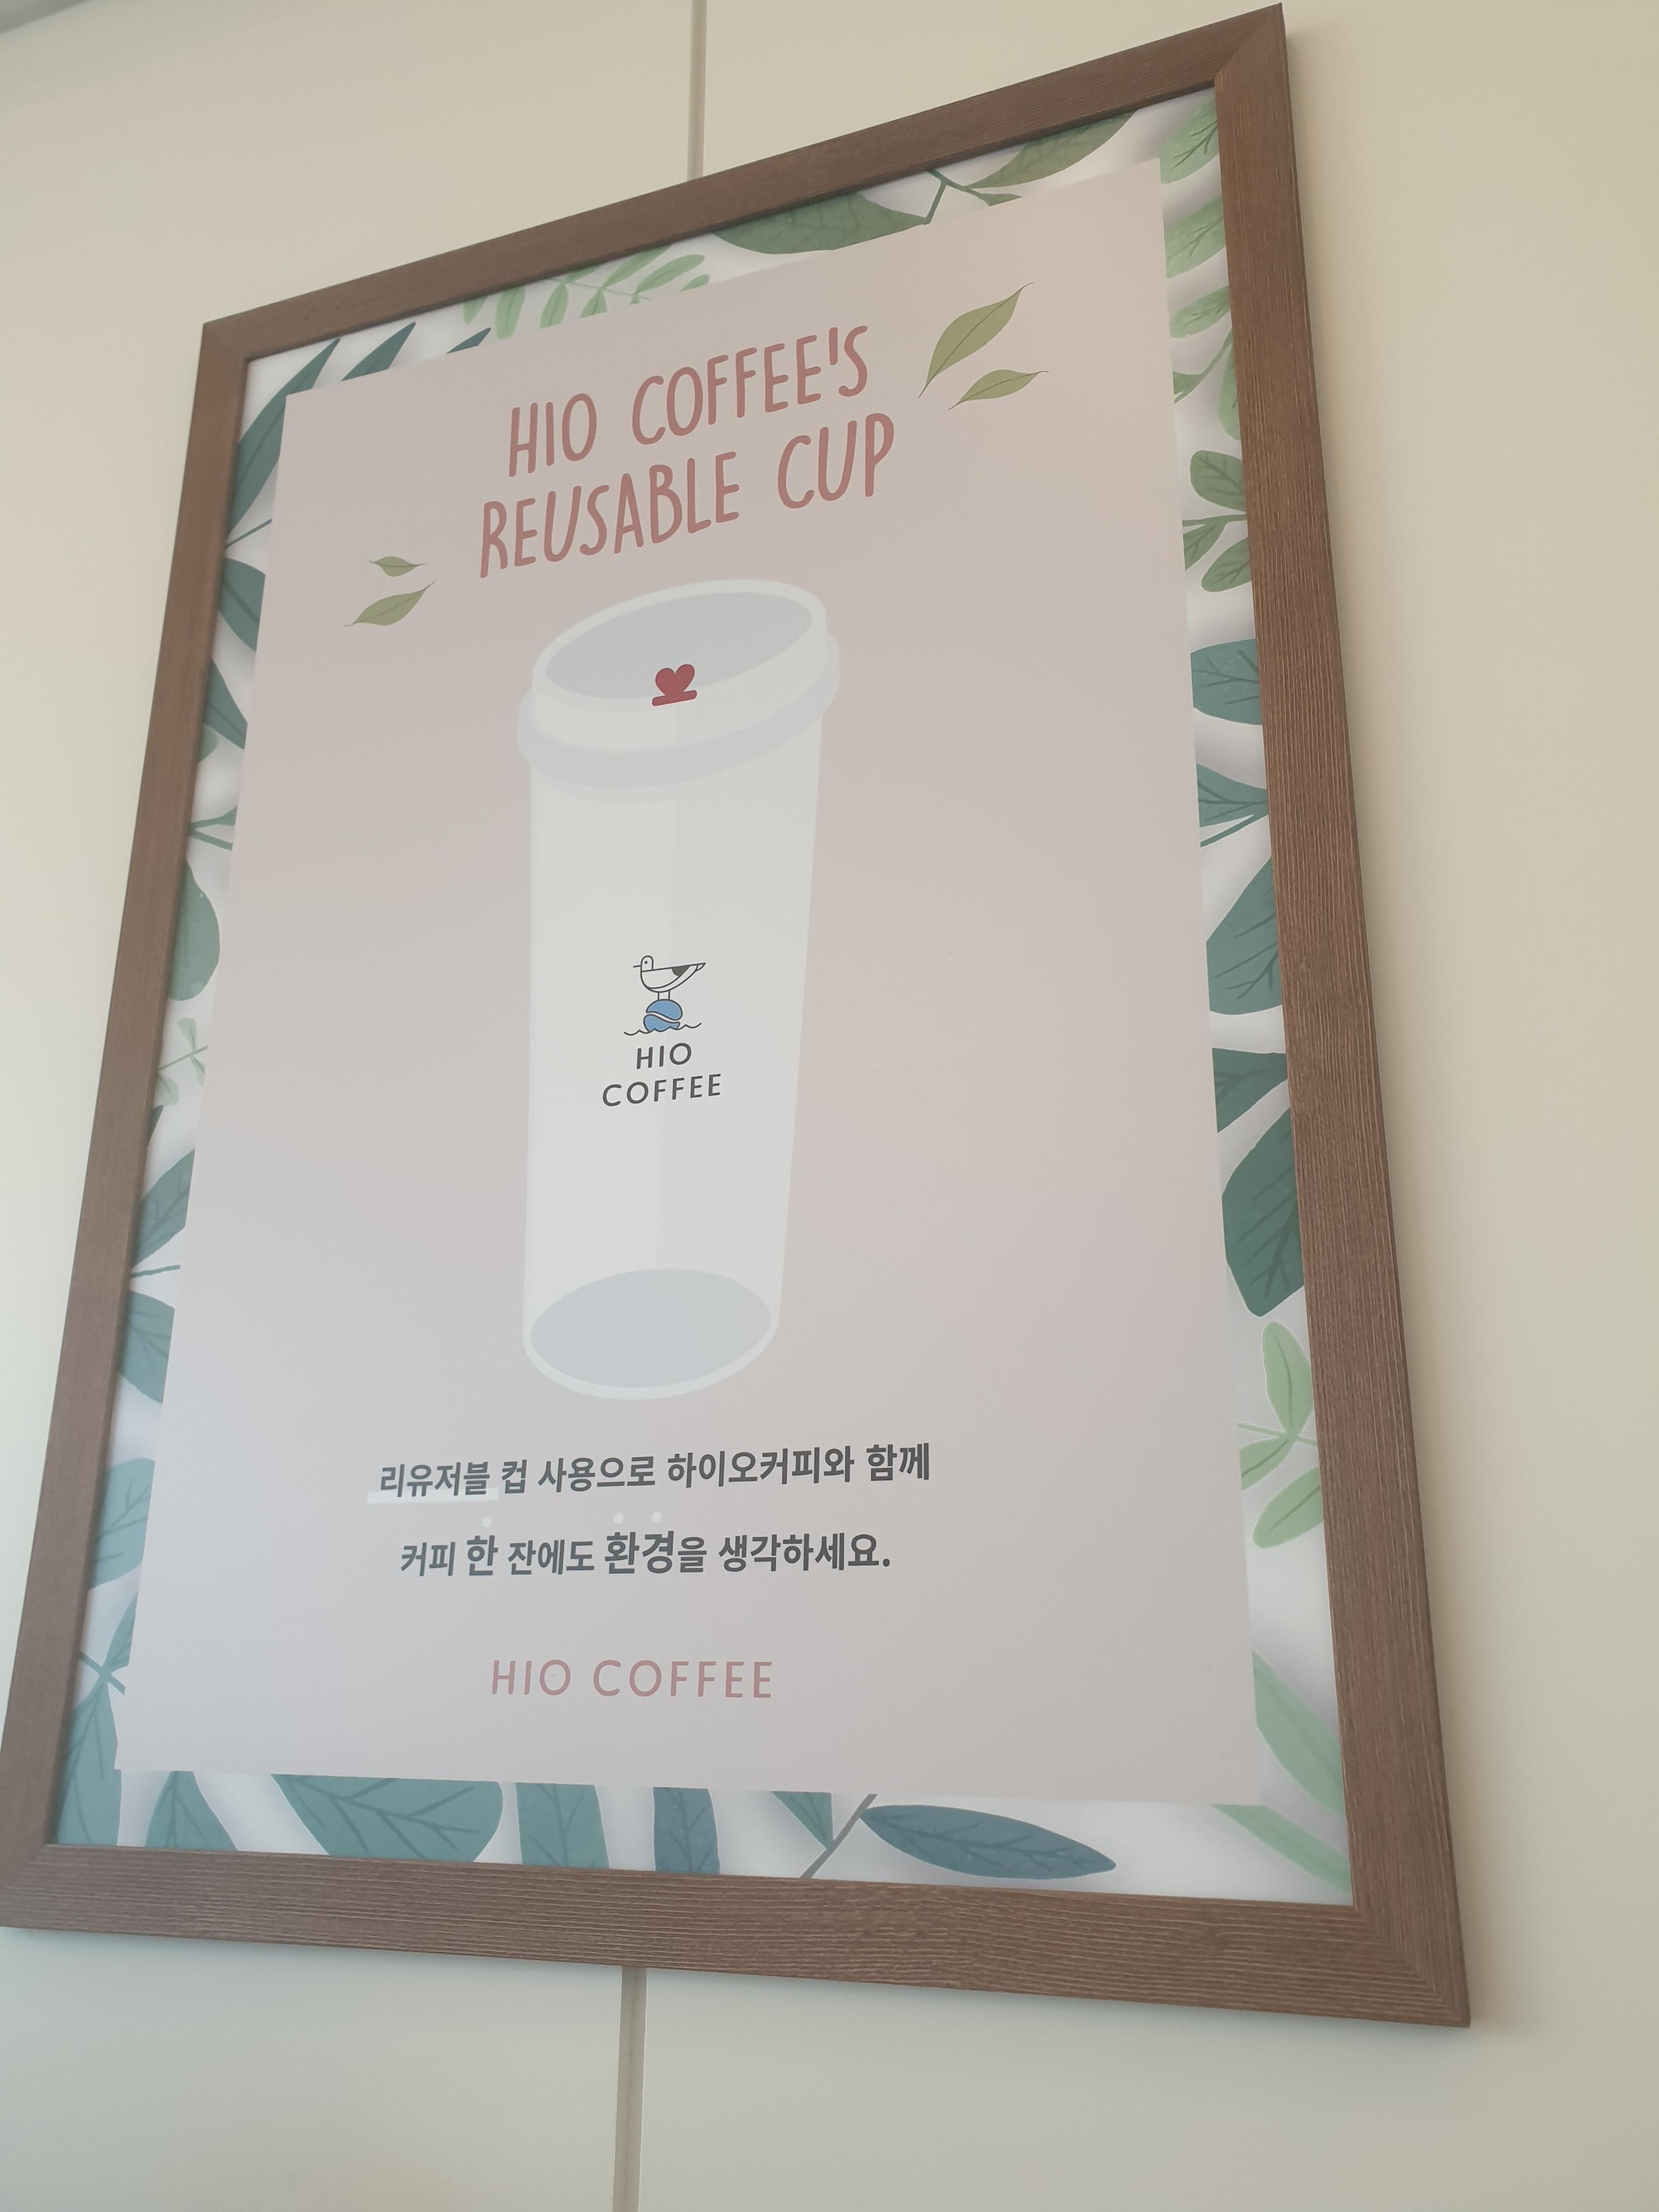 HIO COFFEE'S
REUSABLE CUP
HIO
COFFEE
리유저블 컵 사용으로 하이오커피와 함께
커피 한 잔에도 환경을 생각하세요.
HIO COFFEE